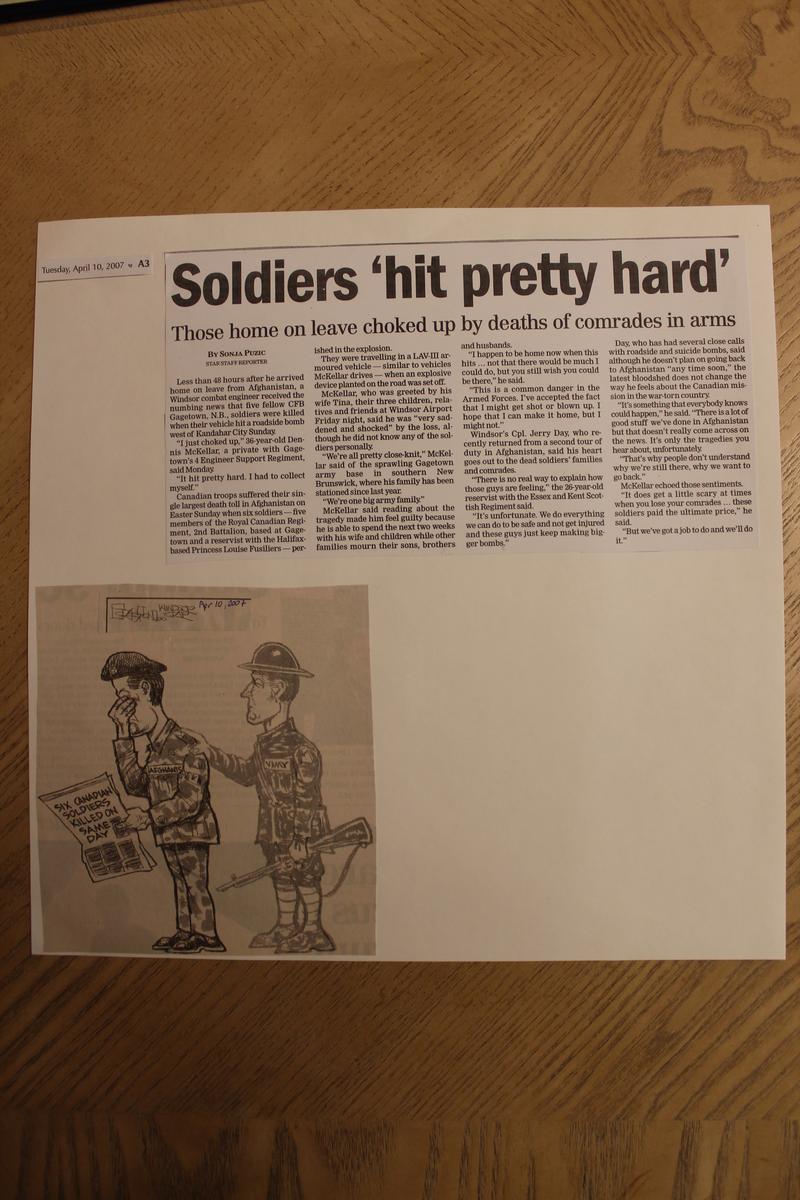 Tuesday, April 10, 2007 A3
Soldiers ‘hit pretty hard’
Those home on leave choked up by deaths of comrades in arms
By Sonja Puzic
STAR STAFF REPORTER
Less than 48 hours after he arrived
home on leave from Afghanistan, a
Windsor combat engineer received the
numbing news that five fellow CFB
Gagetown, N.B., soldiers were killed
when their vehicle hit a roadside bomb
west of Kandahar City Sunday.
“I just choked up,” 36-year-old Den-
nis McKellar, a private with Gage-
town's 4 Engineer Support Regiment,
said Monday.
“It hit pretty hard. I had to collect
myself.”
Canadian troops suffered their sin-
gle largest death toll in Afghanistan on
Easter Sunday when six soldiers — five
members of the Royal Canadian Regi-
ment, 2nd Battalion, based at Gage-
town and a reservist with the Halifax-
based Princess Louise Fusiliers — per-
ished in the explosion.
They were travelling in a LAV-III ar-
moured vehicle — similar to vehicles
McKellar drives — when an explosive
device planted on the road was set off.
McKellar, who was greeted by his
wife Tina, their three children, rela-
tives and friends at Windsor Airport
Friday night, said he was “very sad-
dened and shocked” by the loss, al-
though he did not know any of the sol-
diers personally.
“We're all pretty close-knit,” McKel-
lar said of the sprawling Gagetown
army base in southern New
Brunswick, where his family has been
stationed since last year.
“We're one big army family.”
McKellar said reading about the
tragedy made him feel guilty because
he is able to spend the next two weeks
with his wife and children while other
families mourn their sons, brothers
and husbands.
“I happen to be home now when this
hits ... not that there would be much I
could do, but you still wish you could
be there,” he said.
“This is a common danger in the
Armed Forces. I've accepted the fact
that I might get shot or blown up. I
hope that I can make it home, but I
might not.”
Windsor's Cpl. Jerry Day, who re-
cently returned from a second tour of
duty in Afghanistan, said his heart
goes out to the dead soldiers' families
and comrades.
“There is no real way to explain how
those guys are feeling,” the 26-year-old
reservist with the Essex and Kent Scot-
tish Regiment said.
“It's unfortunate. We do everything
we can do to be safe and not get injured
and these guys just keep making big-
ger bombs.”
Day, who has had several close calls
with roadside and suicide bombs, said
although he doesn't plan on going back
to Afghanistan “any time soon,” the
latest bloodshed does not change the
way he feels about the Canadian mis-
sion in the war-torn country.
“It's something that everybody knows
could happen,” he said. “There is a lot of
good stuff we've done in Afghanistan
but that doesn't really come across on
the news. It's only the tragedies you
hear about, unfortunately.
“That's why people don't understand
why we're still there, why we want to
go back.”
McKellar echoed those sentiments.
“It does get a little scary at times
when you lose your comrades ... these
soldiers paid the ultimate price,” he
said.
“But we've got a job to do and we'll do
it.”
WINDSOR Apr 10, 2007
AFGHANIS
VIMY
SIX CANADIAN
SOLDIERS
KILLED ON
SAME
DAY